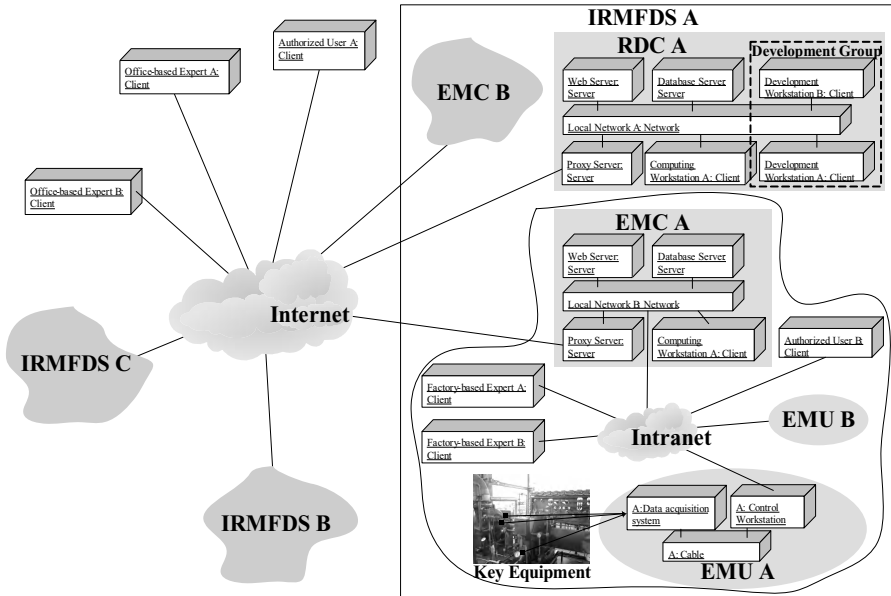 IRMFDS A
RDC A
Development Group
Authorized User A:
Client
Office-based Expert A:
Client
Office-based Expert B:
Client
EMC B
Web Server:
Server
Database Server:
Server
Development
Workstation B: Client
Local Network A: Network
Proxy Server:
Server
Computing
Workstation A: Client
Development
Workstation A: Client
EMC A
Web Server:
Server
Database Server:
Server
Local Network B: Network
Proxy Server:
Server
Computing
Workstation A: Client
Authorized User B:
Client
Internet
IRMFDS C
IRMFDS B
Factory-based Expert A:
Client
Factory-based Expert B:
Client
Intranet
EMU B
A:Data acquisition
system
A: Control
Workstation
A: Cable
EMU A
Key Equipment